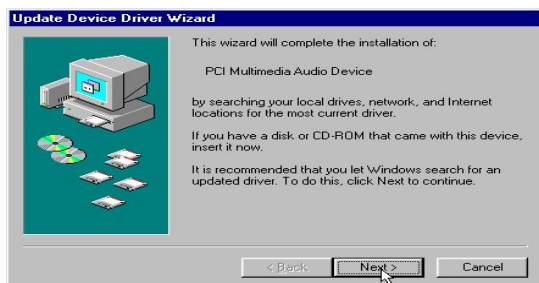 Update Device Driver Wizard
This wizard will complete the installation of:
PCI Multimedia Audio Device
by searching your local drives, network, and Internet
locations for the most current driver.
If you have a disk or CD-ROM that came with this device,
insert it now.
It is recommended that you let Windows search for an
updated driver. To do this, click Next to continue.
< Back Next > Cancel